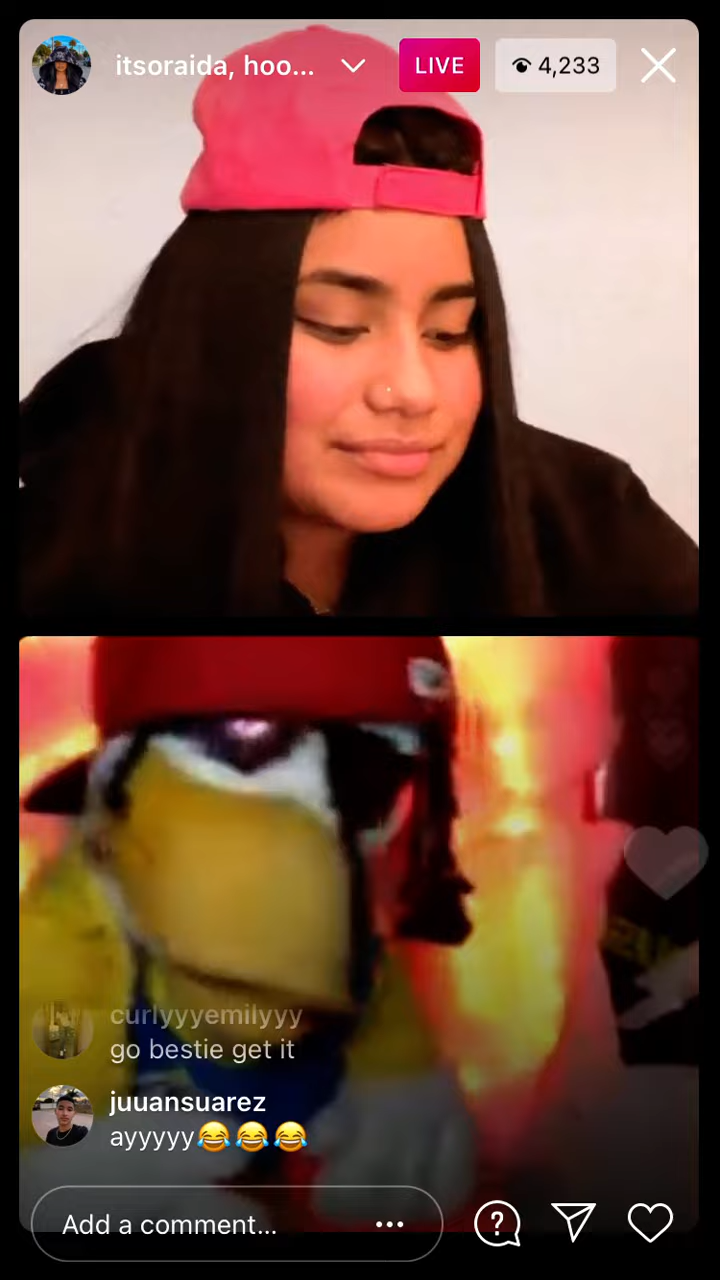 itsoraida, hoo...
LIVE
4,233
curlyyyemilyyy
go bestie get it
juuansuarez
ayyyyy😂😂😂
Add a comment...